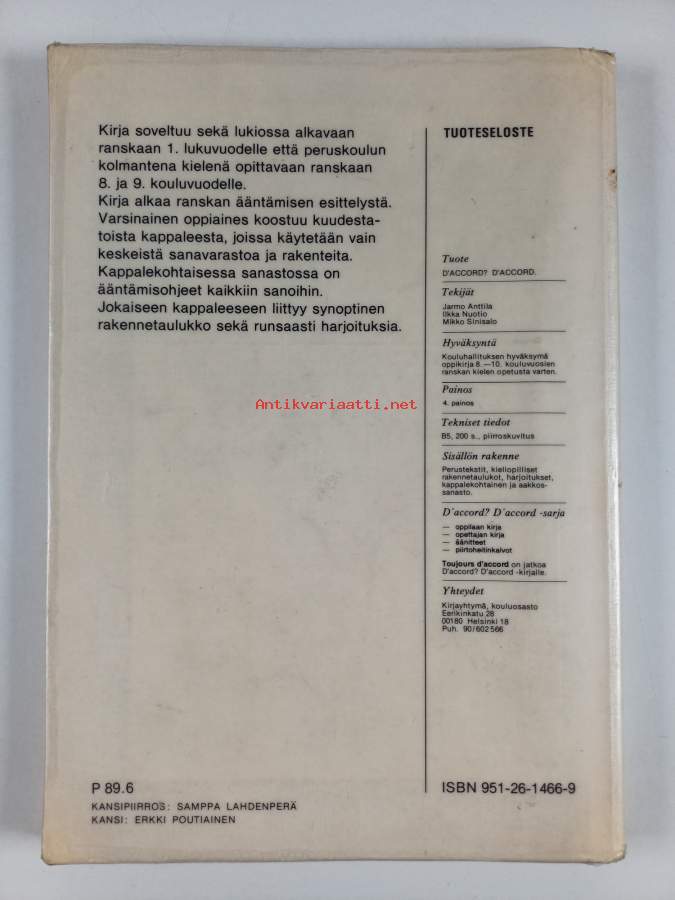 Kirja soveltuu sekä lukiossa alkavaan
ranskaan 1. lukuvuodelle että peruskoulun
kolmantena kielenä opittavaan ranskaan
8. ja 9. kouluvuodelle.
Kirja alkaa ranskan ääntämisen esittelystä.
Varsinainen oppiaines koostuu kuudesta-
toista kappaleesta, joissa käytetään vain
keskeistä sanavarastoa ja rakenteita.
Kappalekohtaisessa sanastossa on
ääntämisohjeet kaikkiin sanoihin.
Jokaiseen kappaleeseen liittyy synoptinen
rakennetaulukko sekä runsaasti harjoituksia.
Antikvariaatti.net
P 89.6
KANSIPIIRROS: SAMPPA LAHDENPERÄ
KANSI: ERKKI POUTIAINEN
TUOTESELOSTE
Tuote
D'ACCORD? D'ACCORD.
Tekijät
Jarmo Anttila
Ilkka Nuotio
Mikko Sinisalo
Hyväksyntä
Kouluhallituksen hyväksymä
oppikirja 8. —10. kouluvuosien
ranskan kielen opetusta varten.
Painos
4. painos
Tekniset tiedot
B5, 200 s., piirroskuvitus
Sisällön rakenne
Perustekstit, kieliopilliset
rakennetaulukot, harjoitukset,
kappalekohtainen ja aakkos-
sanasto.
D'accord? D'accord -sarja
— oppilaan kirja
— opettajan kirja
— äänitteet
— piirtoheitinkalvot
Toujours d'accord on jatkoa
D'accord? D'accord -kirjalle.
Yhteydet
Kirjayhtymä, kouluosasto
Eerikinkatu 28
00180 Helsinki 18
Puh. 90/602 566
ISBN 951-26-1466-9